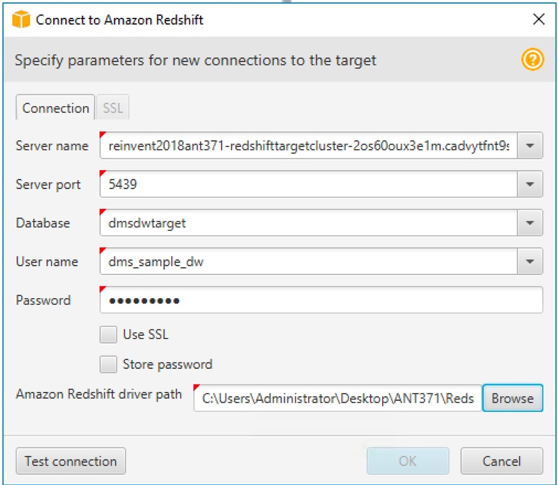 Connect to Amazon Redshift
Specify parameters for new connections to the target
Connection SSL
Server name reinvent2018ant371-redshifttargetcluster-2os60oux3e1m.cadvytfnt9s
Server port 5439
Database dmsdwtarget
User name dms_sample_dw
Password ●●●●●●●●●
Use SSL
Store password
Amazon Redshift driver path C:\Users\Administrator\Desktop\ANT371\Reds Browse
Test connection OK Cancel